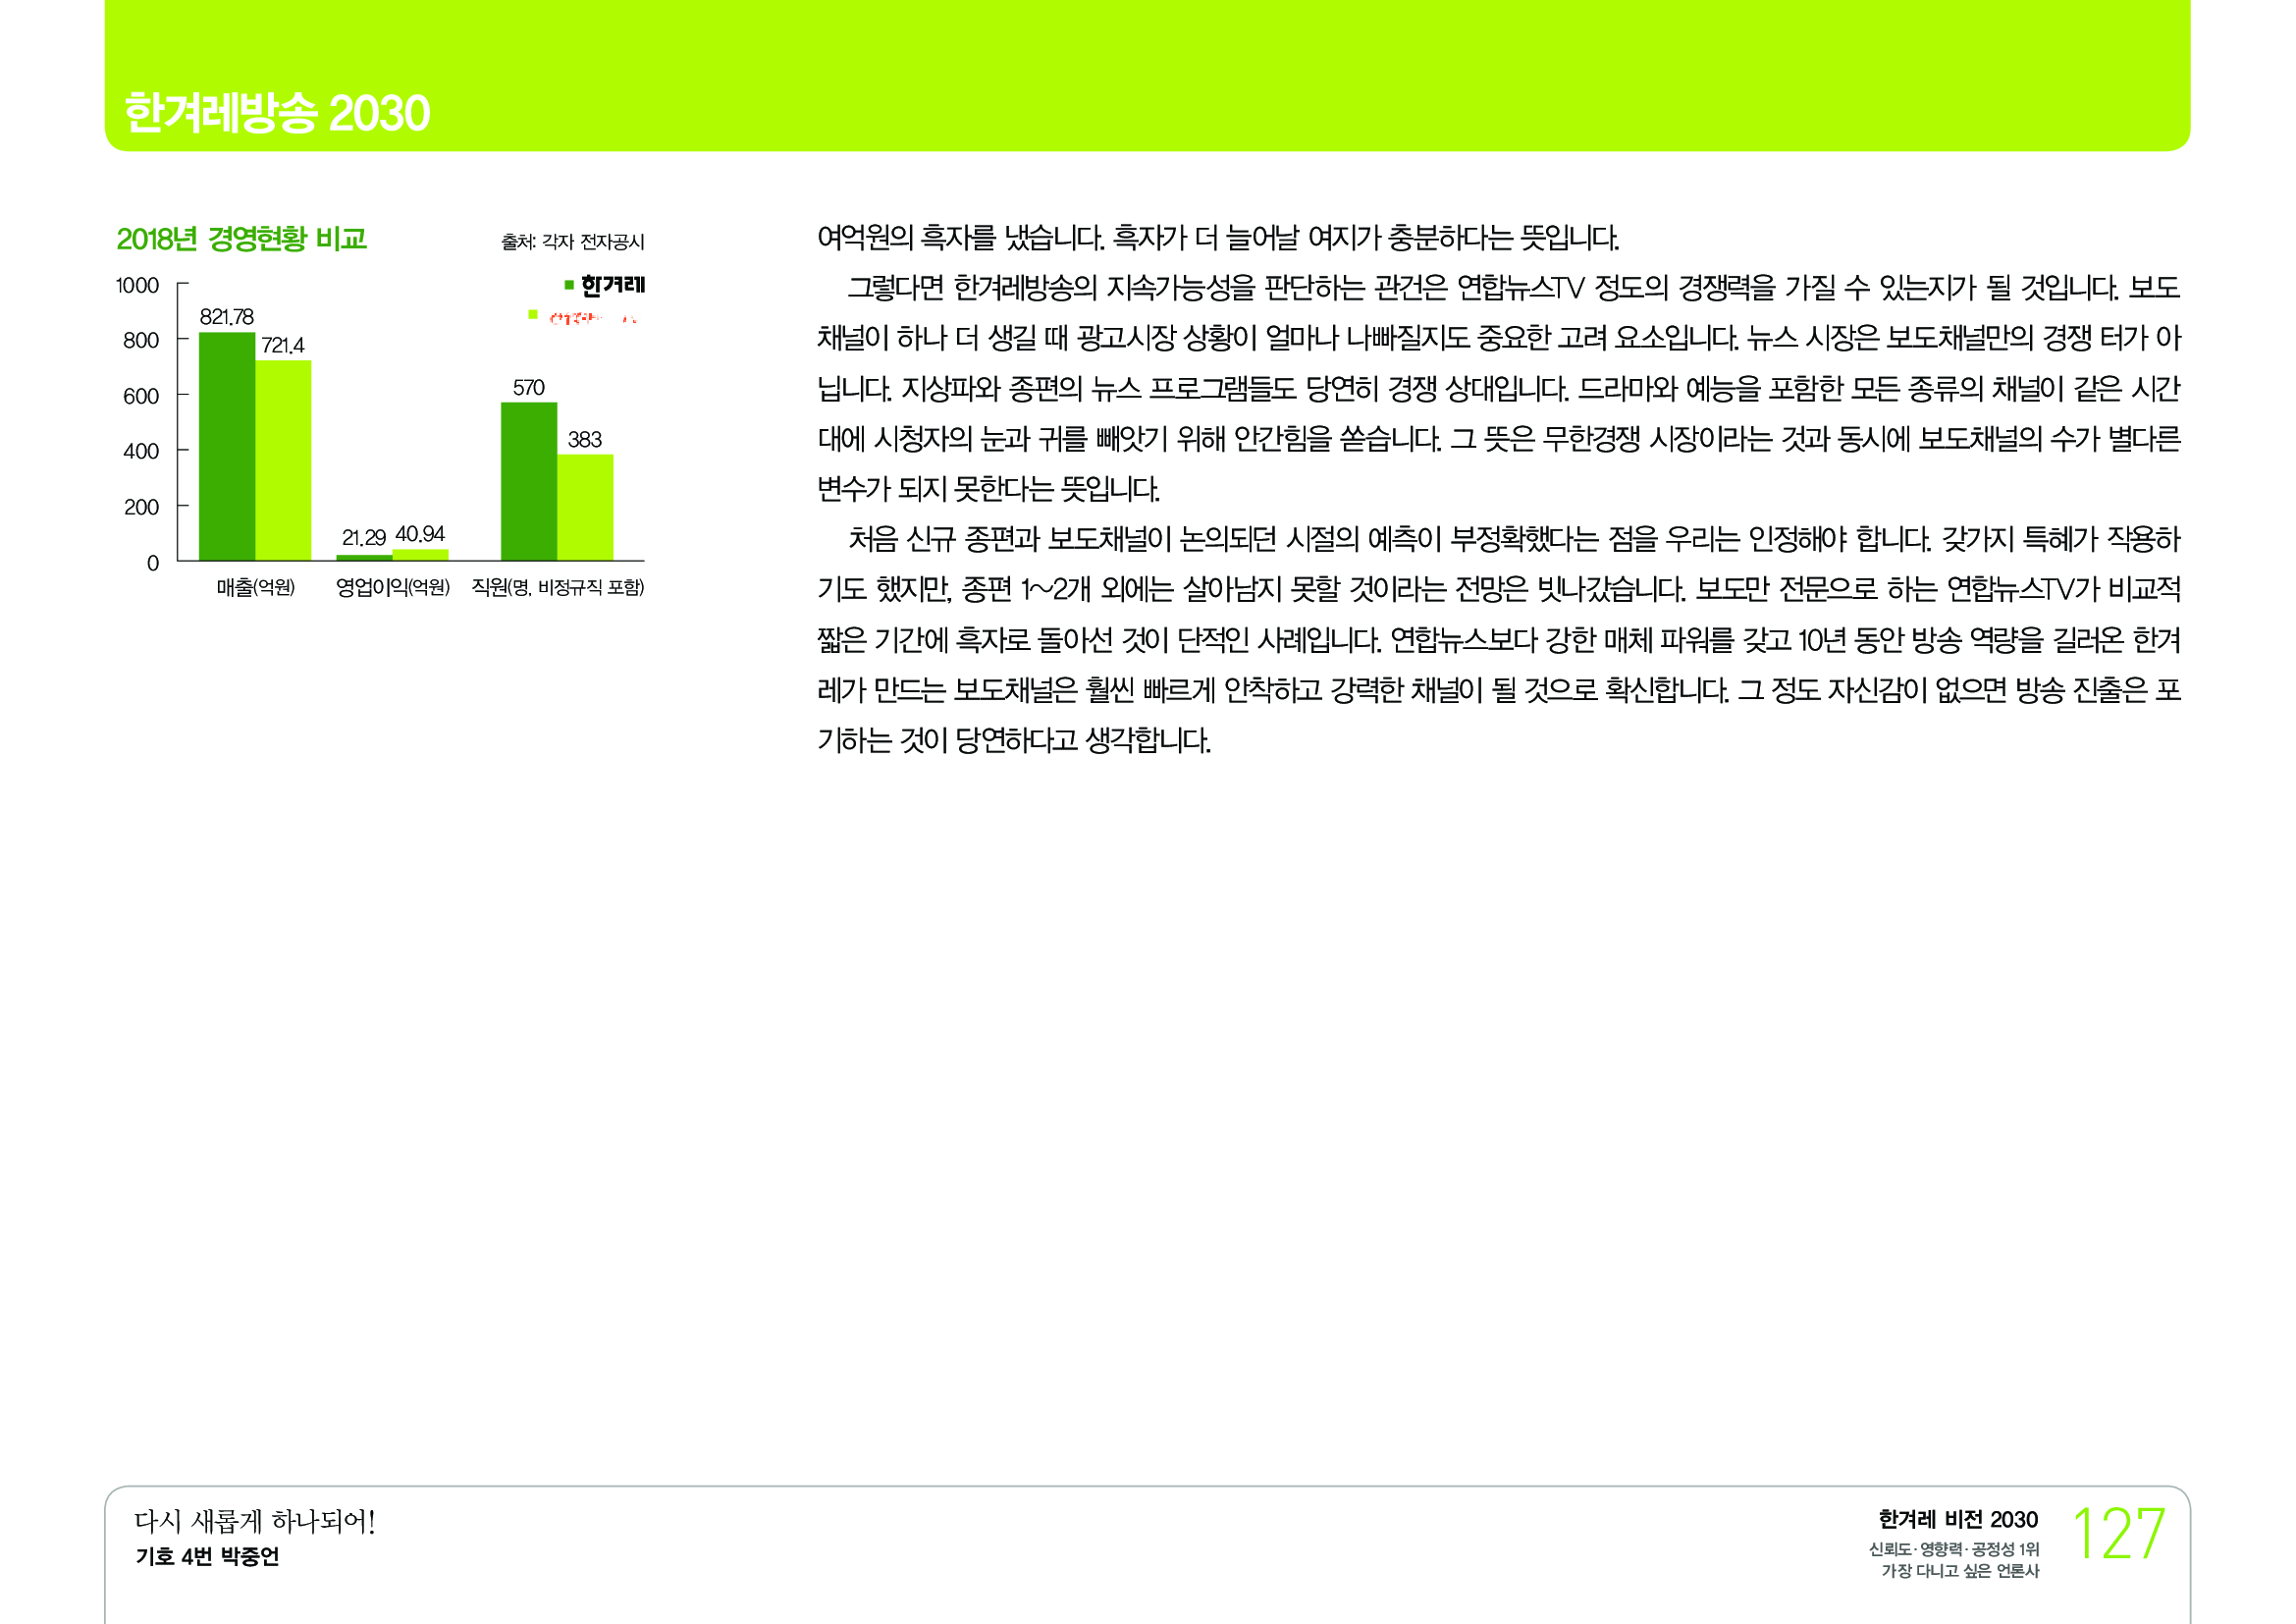 한겨레방송 2030
2018년 경영현황 비교
출처: 각자 전자공시
한겨레
1000
800
600
400
200
0
821.78
721.4
21.29
40.94
570
383
매출(억원)
영업이익(억원)
직원(명, 비정규직 포함)
여억원의 흑자를 냈습니다. 흑자가 더 늘어날 여지가 충분하다는 뜻입니다.
그렇다면 한겨레방송의 지속가능성을 판단하는 관건은 연합뉴스TV 정도의 경쟁력을 가질 수 있는지가 될 것입니다. 보도
채널이 하나 더 생길 때 광고시장 상황이 얼마나 나빠질지도 중요한 고려 요소입니다. 뉴스 시장은 보도채널만의 경쟁 터가 아
닙니다. 지상파와 종편의 뉴스 프로그램들도 당연히 경쟁 상대입니다. 드라마와 예능을 포함한 모든 종류의 채널이 같은 시간
대에 시청자의 눈과 귀를 빼앗기 위해 안간힘을 쏟습니다. 그 뜻은 무한경쟁 시장이라는 것과 동시에 보도채널의 수가 별다른
변수가 되지 못한다는 뜻입니다.
처음 신규 종편과 보도채널이 논의되던 시절의 예측이 부정확했다는 점을 우리는 인정해야 합니다. 갖가지 특혜가 작용하
기도 했지만, 종편 1~2개 외에는 살아남지 못할 것이라는 전망은 빗나갔습니다. 보도만 전문으로 하는 연합뉴스TV가 비교적
짧은 기간에 흑자로 돌아선 것이 단적인 사례입니다. 연합뉴스보다 강한 매체 파워를 갖고 10년 동안 방송 역량을 길러온 한겨
레가 만드는 보도채널은 훨씬 빠르게 안착하고 강력한 채널이 될 것으로 확신합니다. 그 정도 자신감이 없으면 방송 진출은 포
기하는 것이 당연하다고 생각합니다.
다시 새롭게 하나되어!
기호 4번 박중언
한겨레 비전 2030
신뢰도·영향력·공정성 1위
가장 다니고 싶은 언론사
127